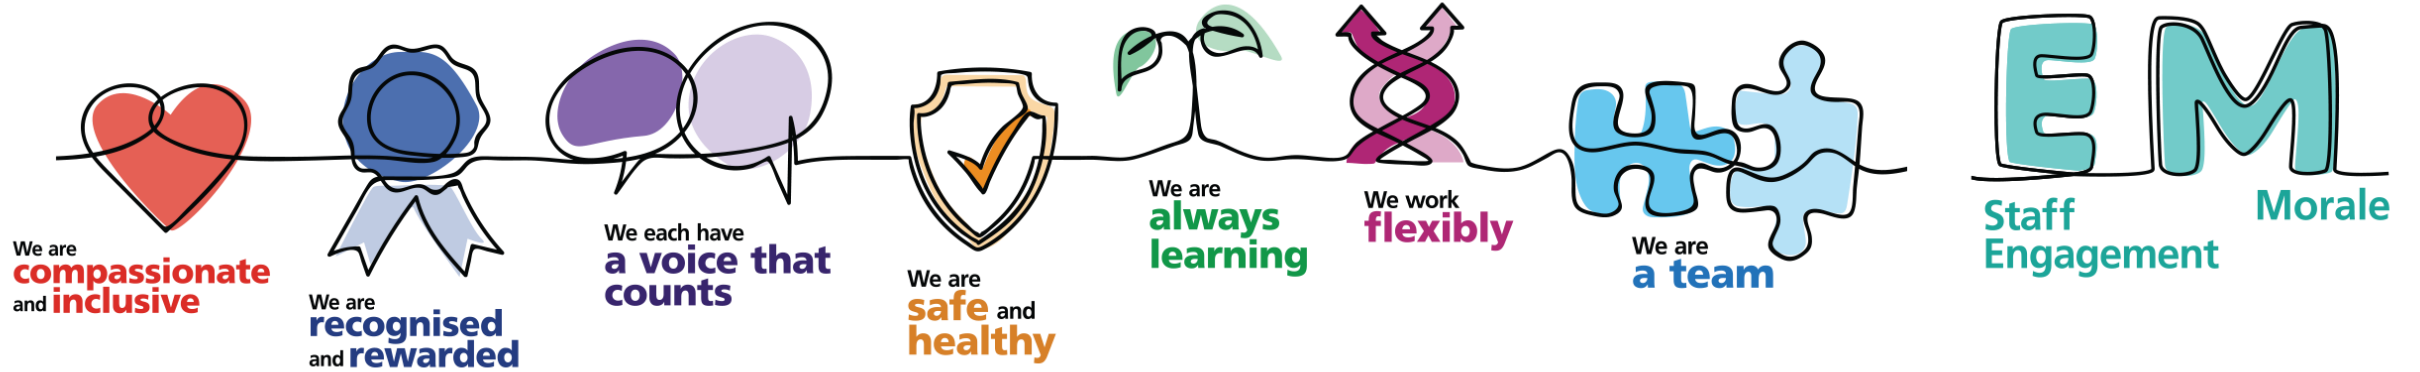 We are
compassionate
and inclusive
We are
recognised
and rewarded
We each have
a voice that
counts
We are
safe and
healthy
We are
always
learning
We work
flexibly
We are
a team
E M
Staff
Engagement
Morale